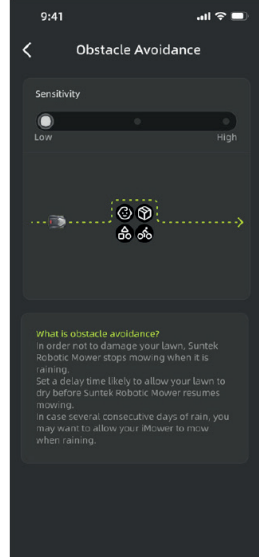 9:41
Obstacle Avoidance
Sensitivity
Low High
What is obstacle avoidance?
In order not to damage your lawn, Suntek
Robotic Mower stops mowing when it is
raining.
Set a delay time likely to allow your lawn to
dry before Suntek Robotic Mower resumes
mowing.
In case several consecutive days of rain, you
may want to allow your iMower to mow
when raining.